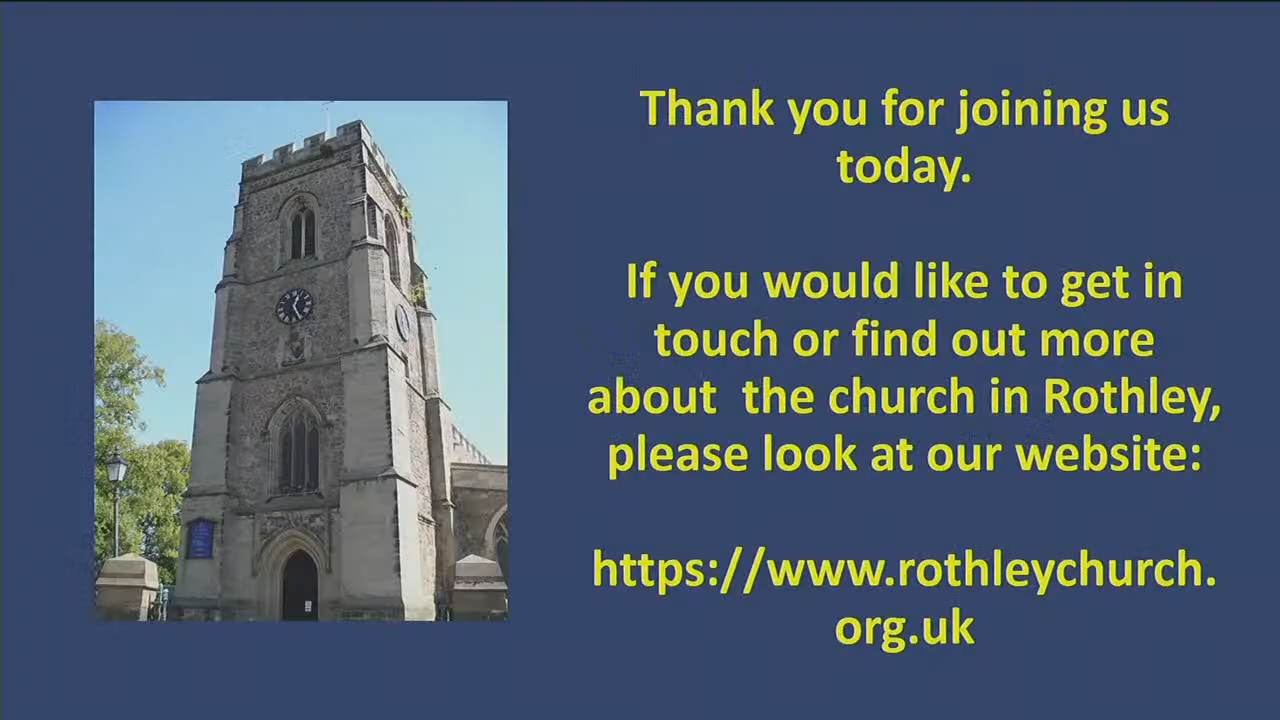 Thank you for joining us
today.
If you would like to get in
touch or find out more
about  the church in Rothley,
please look at our website:
https://www.rothleychurch.
org.uk